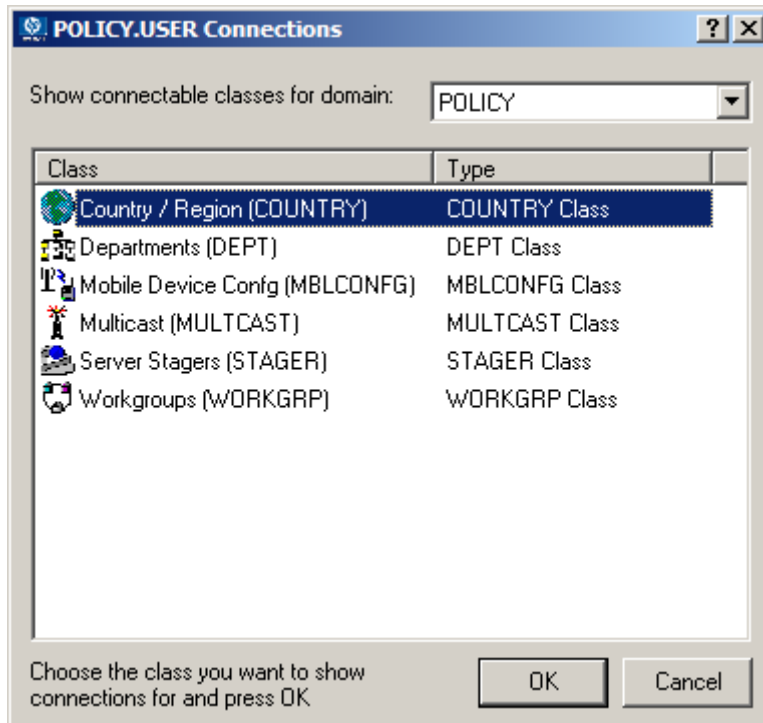 POLICY.USER Connections
Show connectable classes for domain: POLICY
Class Type
Country / Region (COUNTRY) COUNTRY Class
Departments (DEPT) DEPT Class
Mobile Device Confg (MBLCONFG) MBLCONFG Class
Multicast (MULTCAST) MULTCAST Class
Server Stagers (STAGER) STAGER Class
Workgroups (WORKGRP) WORKGRP Class
Choose the class you want to show
connections for and press OK
OK Cancel